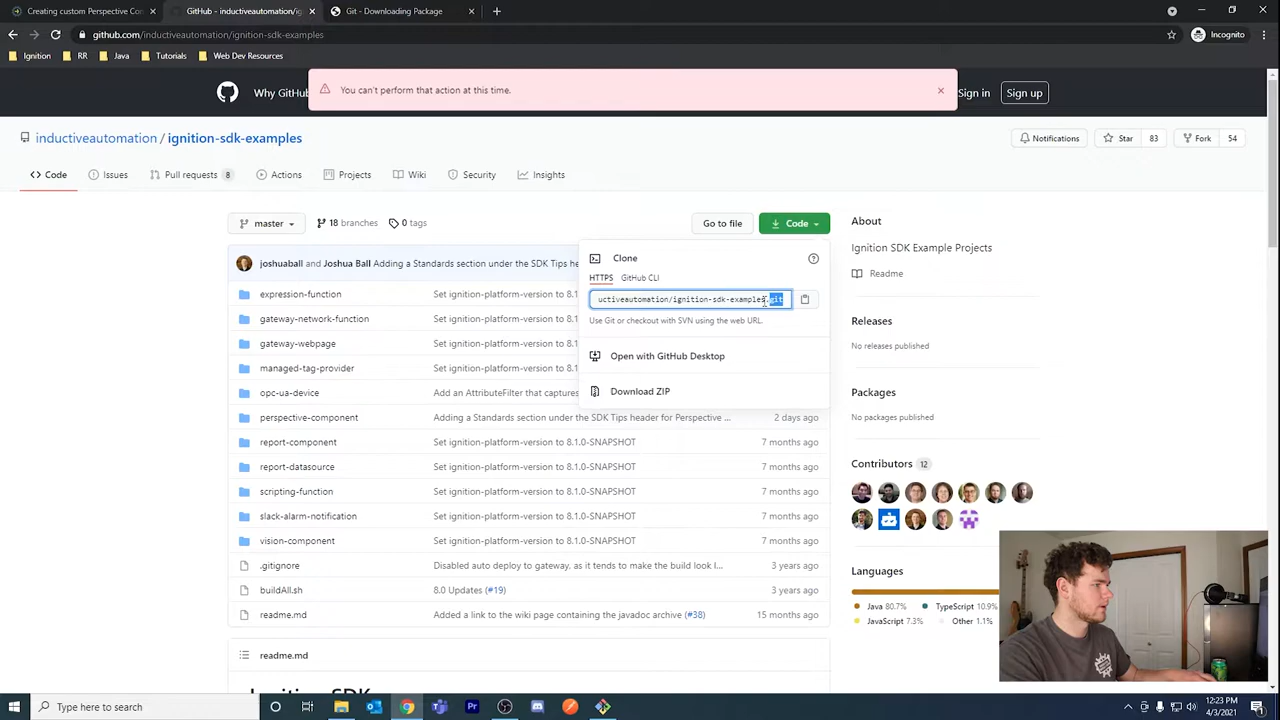 Creating custom Perspective Co
GitHub - inductiveautomation/ig
Git - Downloading Package
github.com/inductiveautomation/ignition-sdk-examples
Incognito
Ignition
RR
Java
Tutorials
Web Dev Resources
Why GitHub
You can't perform that action at this time.
Sign in
Sign up
inductiveautomation / ignition-sdk-examples
Notifications
Star
83
Fork
54
Code
Issues
Pull requests 8
Actions
Projects
Wiki
Security
Insights
master
18 branches
0 tags
Go to file
Code
joshuaball and Joshua Ball Adding a Standards section under the SDK Tips he
expression-function Set ignition-platform-version to 8.1
gateway-network-function Set ignition-platform-version to 8.1
gateway-webpage Set ignition-platform-version to 8.1
managed-tag-provider Set ignition-platform-version to 8.1
opc-ua-device Add an AttributeFilter that captures
perspective-component Adding a Standards section under the SDK Tips header for Perspective ... 2 days ago
report-component Set ignition-platform-version to 8.1.0-SNAPSHOT 7 months ago
report-datasource Set ignition-platform-version to 8.1.0-SNAPSHOT 7 months ago
scripting-function Set ignition-platform-version to 8.1.0-SNAPSHOT 7 months ago
slack-alarm-notification Set ignition-platform-version to 8.1.0-SNAPSHOT 7 months ago
vision-component Set ignition-platform-version to 8.1.0-SNAPSHOT 7 months ago
.gitignore Disabled auto deploy to gateway. as it tends to make the build look l... 3 years ago
buildAll.sh 8.0 Updates (#19) 3 years ago
readme.md Added a link to the wiki page containing the javadoc archive (#38) 15 months ago
readme.md
Ignition SDK
Clone
HTTPS
GitHub CLI
uctiveautomation/ignition-sdk-examples.git
Use Git or checkout with SVN using the web URL.
Open with GitHub Desktop
Download ZIP
About
Ignition SDK Example Projects
Readme
Releases
No releases published
Packages
No packages published
Contributors 12
Languages
Java 80.7%
TypeScript 10.9%
JavaScript 7.3%
Other 1.1%
Type here to search
12:23 PM
4/3/2021